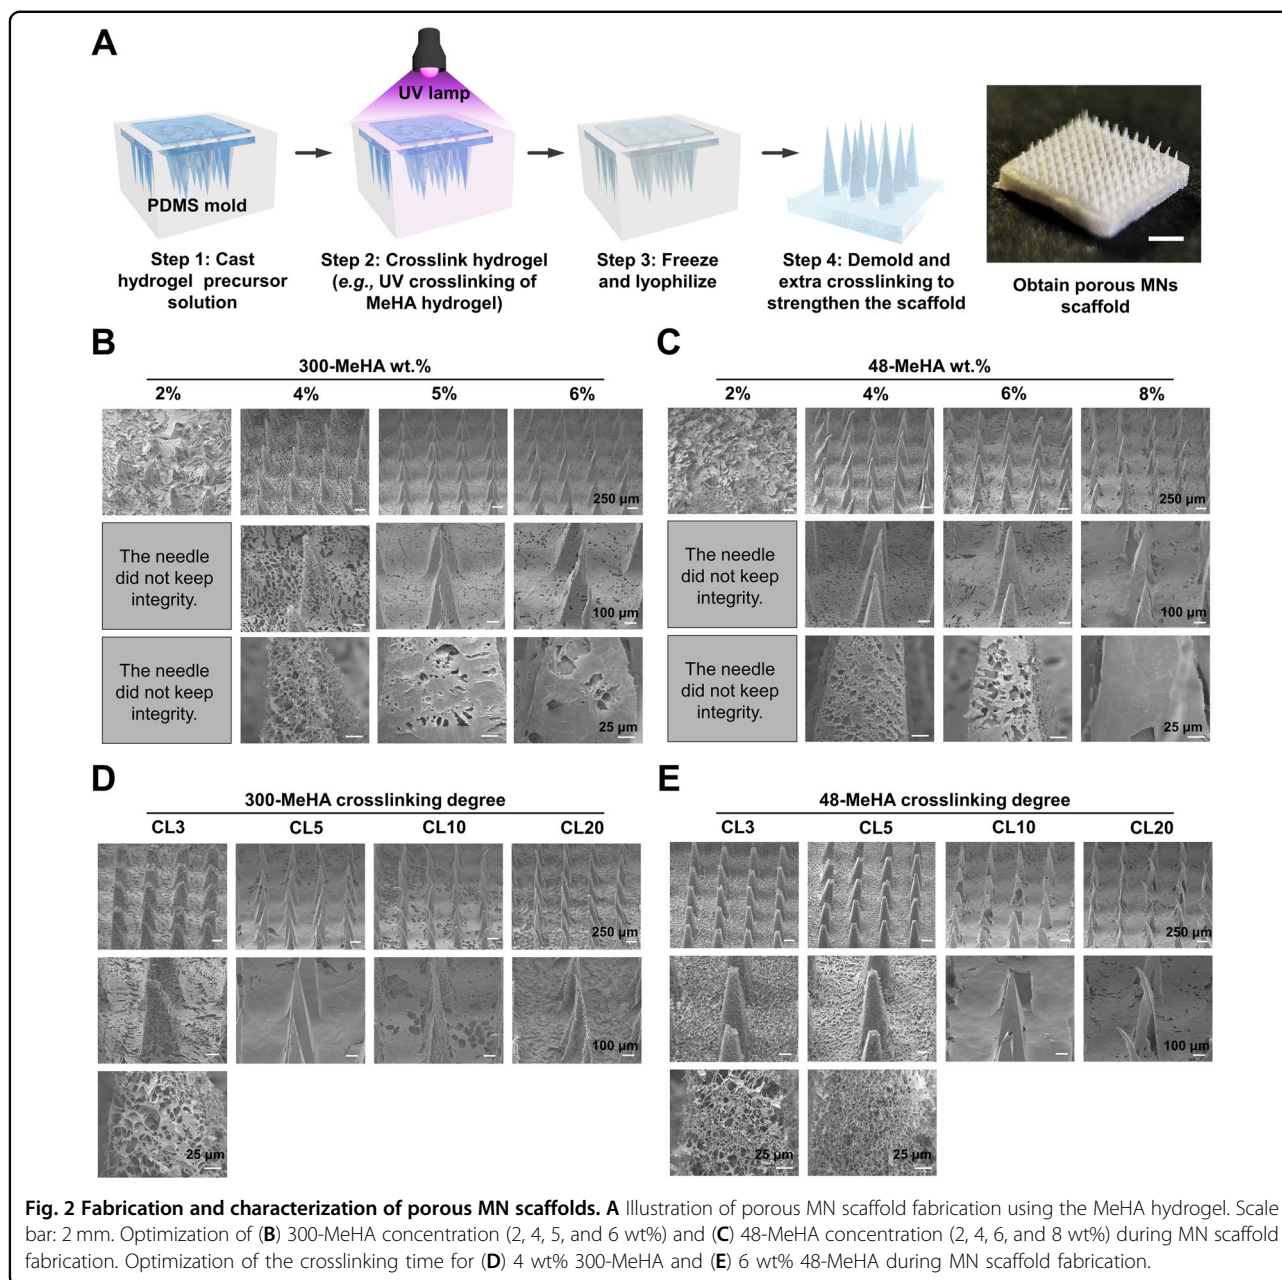 A
UV lamp
PDMS mold
Step 1: Cast
hydrogel precursor
solution
Step 2: Crosslink hydrogel
(e.g., UV crosslinking of
MeHA hydrogel)
Step 3: Freeze
and lyophilize
Step 4: Demold and
extra crosslinking to
strengthen the scaffold
Obtain porous MNs
scaffold
B
300-MeHA wt.%
2% 4% 5% 6%
250 µm
The needle
did not keep
integrity.
100 µm
The needle
did not keep
integrity.
25 µm
C
48-MeHA wt.%
2% 4% 6% 8%
250 µm
The needle
did not keep
integrity.
100 µm
The needle
did not keep
integrity.
25 µm
D
300-MeHA crosslinking degree
CL3 CL5 CL10 CL20
250 µm
100 µm
25 µm
E
48-MeHA crosslinking degree
CL3 CL5 CL10 CL20
250 µm
100 µm
25 µm 25 µm
Fig. 2 Fabrication and characterization of porous MN scaffolds. A Illustration of porous MN scaffold fabrication using the MeHA hydrogel. Scale
bar: 2 mm. Optimization of (B) 300-MeHA concentration (2, 4, 5, and 6 wt%) and (C) 48-MeHA concentration (2, 4, 6, and 8 wt%) during MN scaffold
fabrication. Optimization of the crosslinking time for (D) 4 wt% 300-MeHA and (E) 6 wt% 48-MeHA during MN scaffold fabrication.